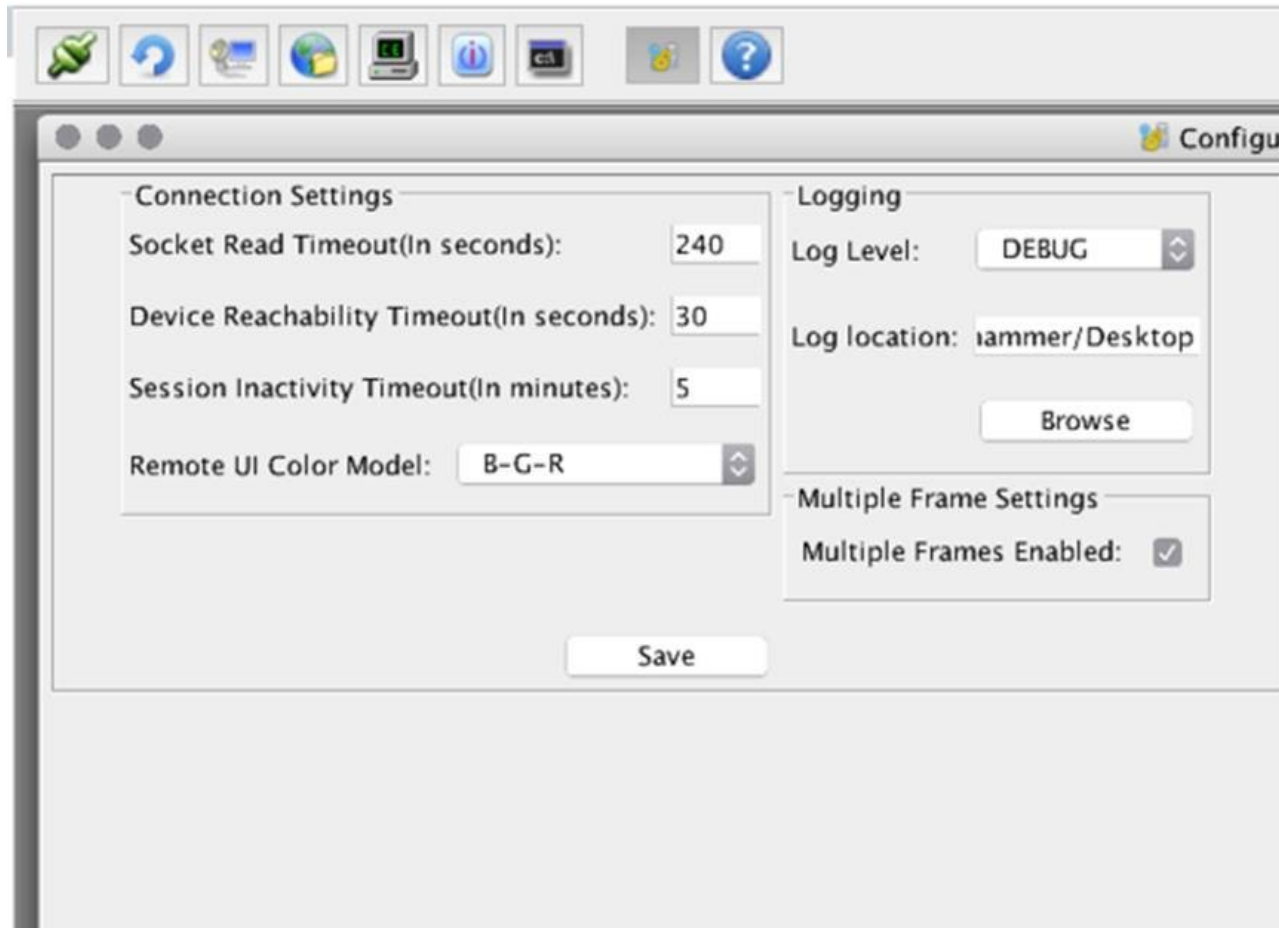 CE
C:\
?
Configu
Connection Settings
Socket Read Timeout(In seconds): 240
Device Reachability Timeout(In seconds): 30
Session Inactivity Timeout(In minutes): 5
Remote UI Color Model: B-G-R
Logging
Log Level: DEBUG
Log location: hammer/Desktop
Browse
Multiple Frame Settings
Multiple Frames Enabled:
Save